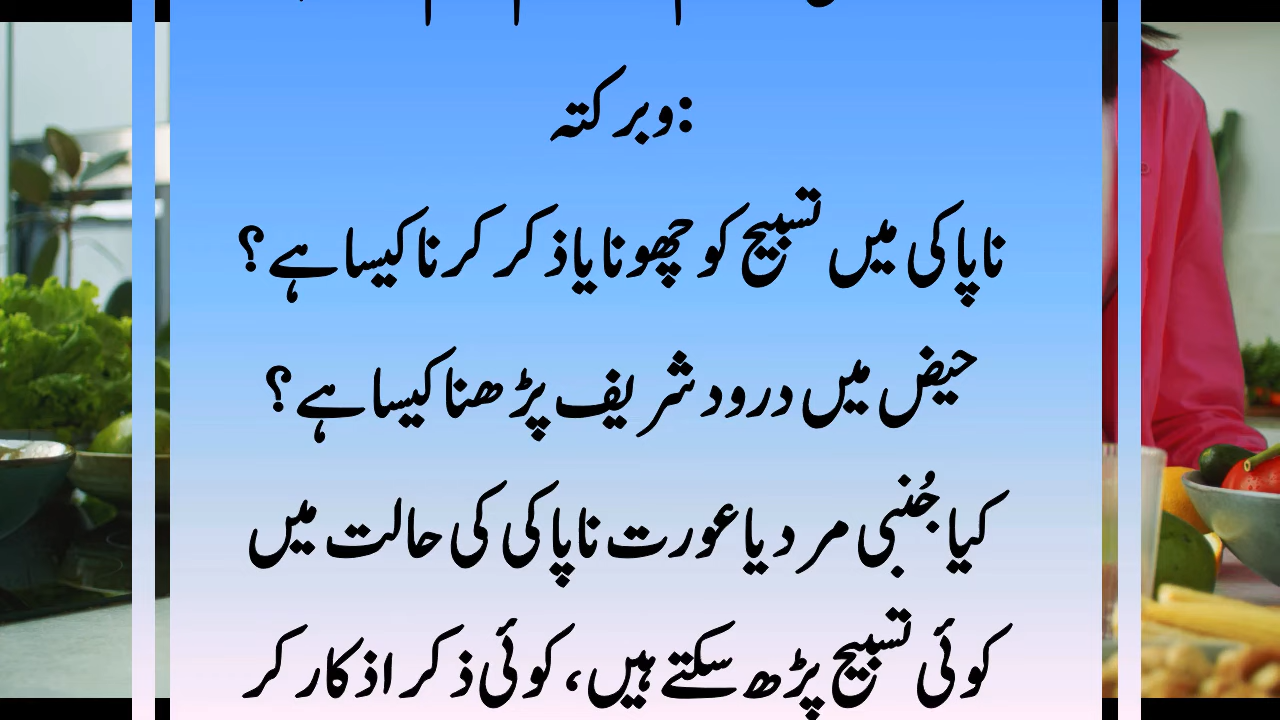 وبرکتہ:
ناپاکی میں تسبیح کو چھونا یا ذکر کرنا کیسا ہے؟
حیض میں درود شریف پڑھنا کیسا ہے؟
کیا جُنبی مرد یا عورت ناپاکی کی حالت میں
کوئی تسبیح پڑھ سکتے ہیں، کوئی ذکر اذکار کر